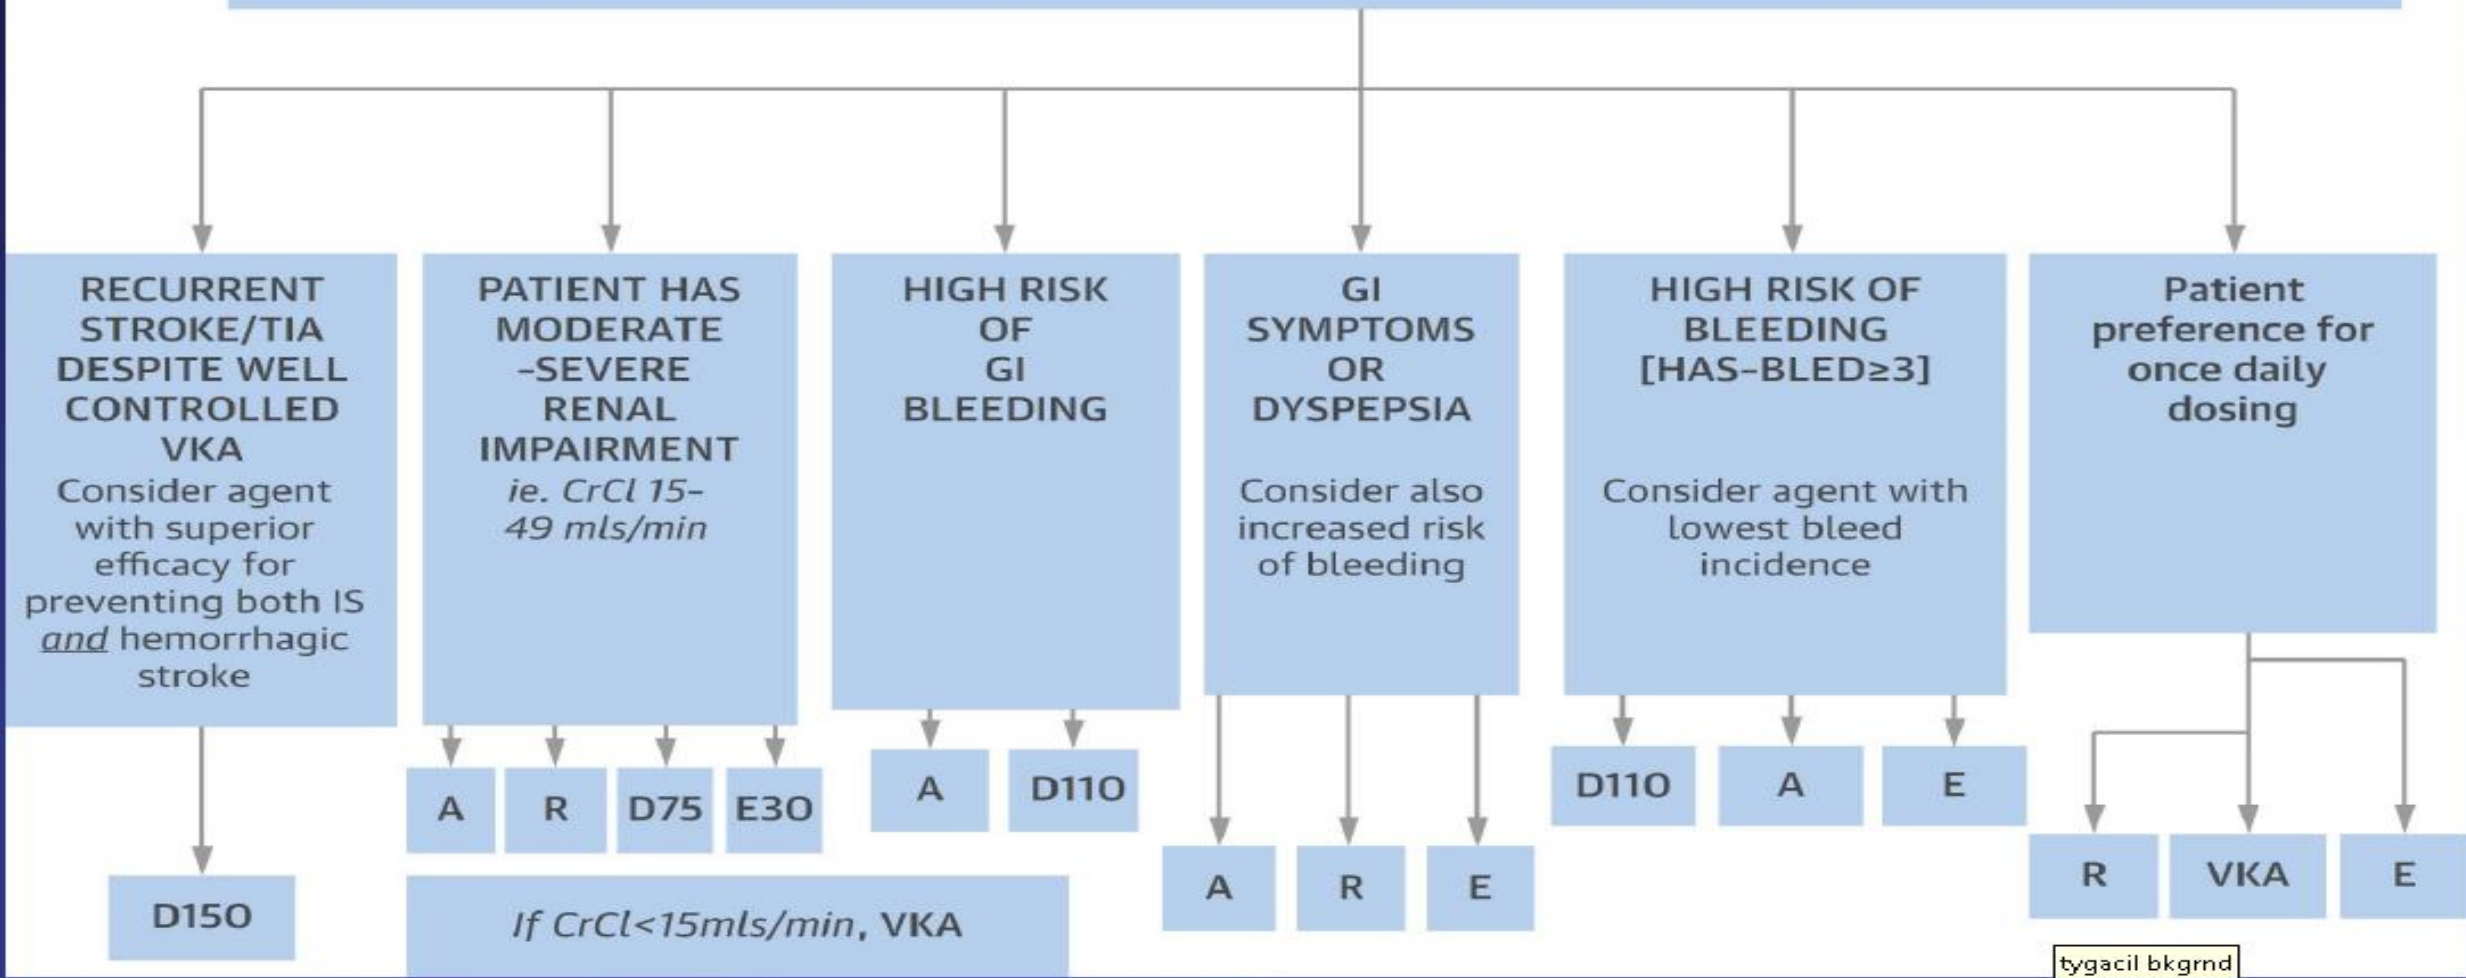 RECURRENT
STROKE/TIA
DESPITE WELL
CONTROLLED
VKA
Consider agent
with superior
efficacy for
preventing both IS
and hemorrhagic
stroke
D150
PATIENT HAS
MODERATE
-SEVERE
RENAL
IMPAIRMENT
ie. CrCl 15-
49 mls/min
A
R
D75
E30
If CrCl<15mls/min, VKA
HIGH RISK
OF
GI
BLEEDING
A
D110
GI
SYMPTOMS
OR
DYSPEPSIA
Consider also
increased risk
of bleeding
A
R
E
HIGH RISK OF
BLEEDING
[HAS-BLED≥3]
Consider agent with
lowest bleed
incidence
D110
A
E
Patient
preference for
once daily
dosing
R
VKA
E
tygacil bkgrnd